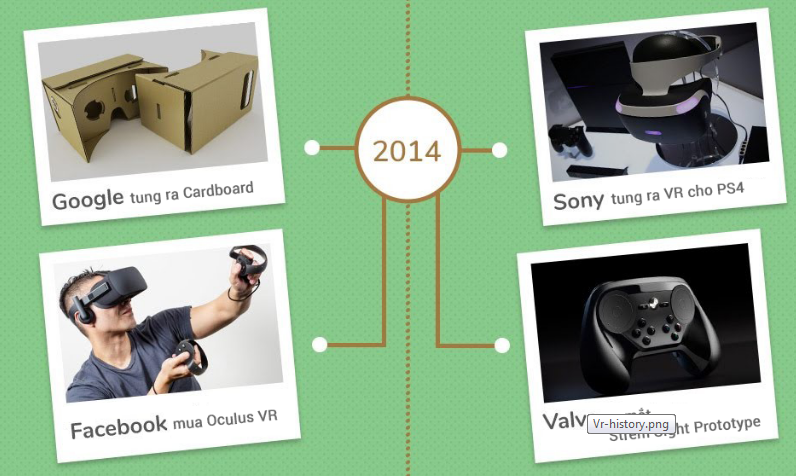 2014
Google tung ra Cardboard
Sony tung ra VR cho PS4
Facebook mua Oculus VR
Valv
Vr-history.png
Sight Prototype